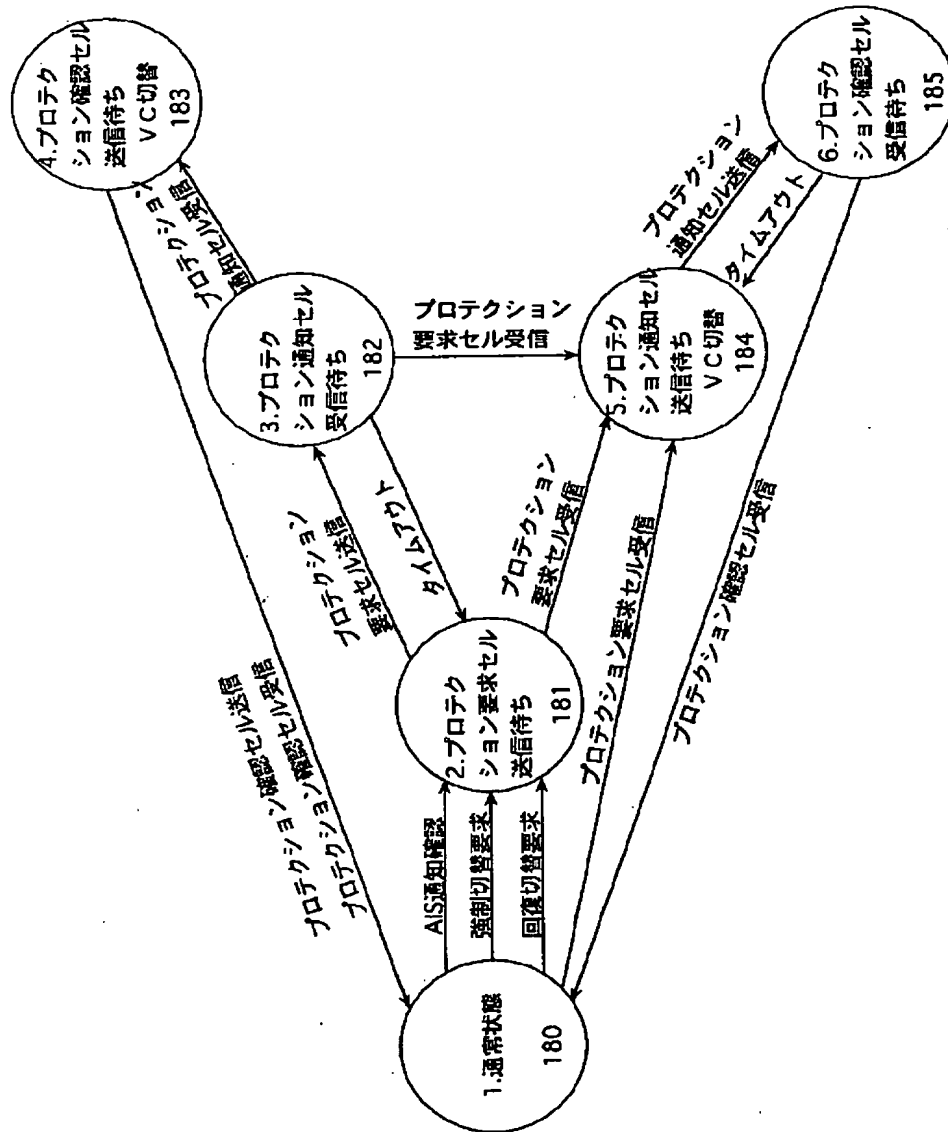 1.通常状態
180
AIS通知確認
強制切替要求
回復切替要求
2.プロテク
ション要求セル
送信待ち
181
プロテクション
要求セル送信
タイムアウト
3.プロテク
ション通知セル
受信待ち
182
プロテクション
通知セル受信
4.プロテク
ション確認セル
送信待ち
VC切替
183
プロテクション確認セル送信
プロテクション確認セル受信
プロテクション
要求セル受信
プロテクション
要求セル受信
プロテクション要求セル受信
5.プロテク
ション通知セル
送信待ち
VC切替
184
プロテクション
通知セル送信
タイムアウト
6.プロテク
ション確認セル
受信待ち
185
プロテクション確認セル受信